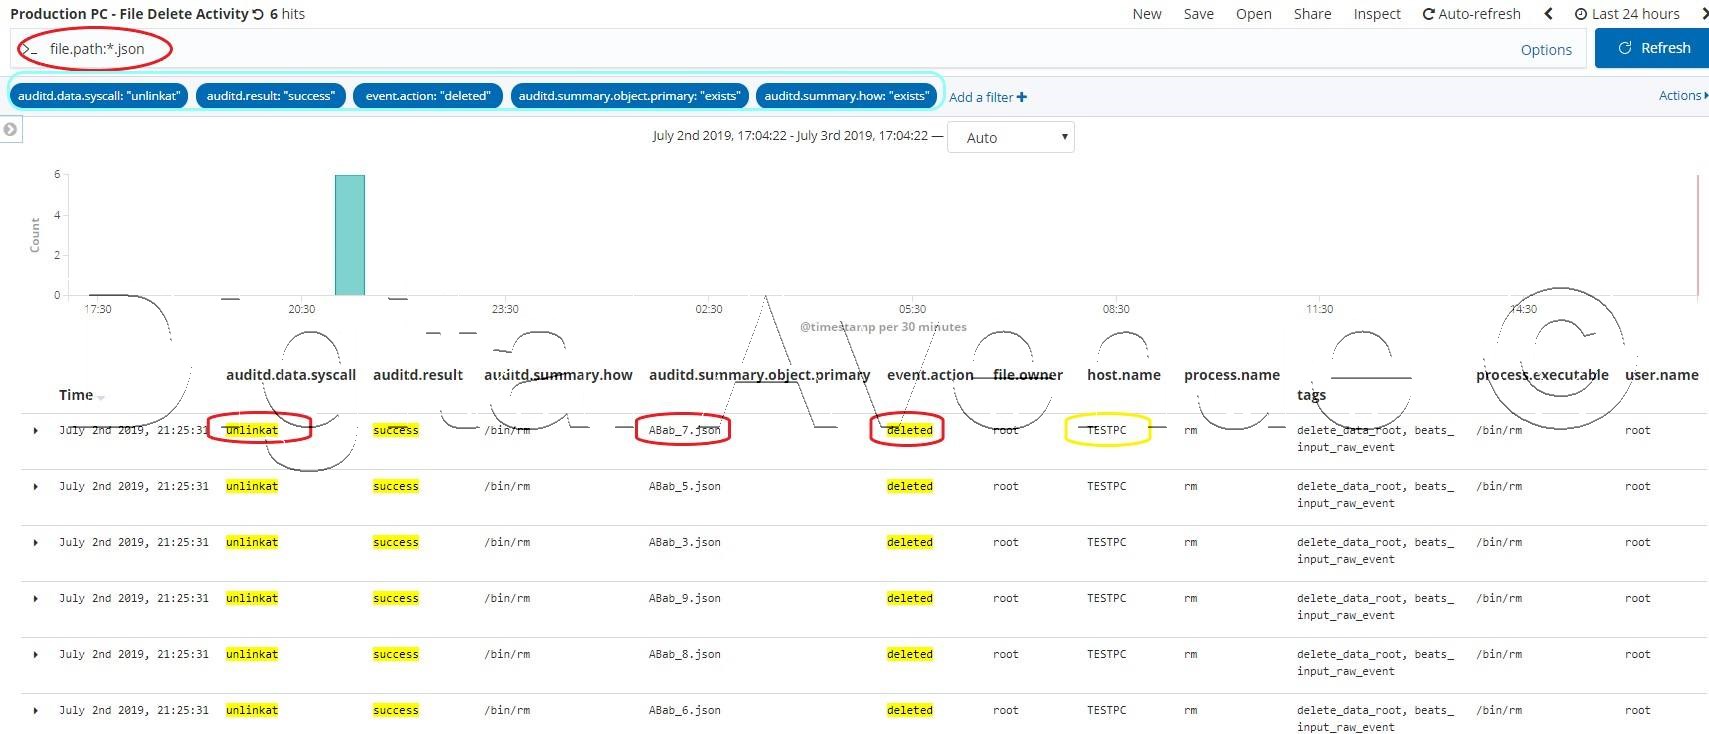 Production PC - File Delete Activity 6 hits
New Save Open Share Inspect Auto-refresh Last 24 hours
>_ file.path:*.json
Options Refresh
auditd.data.syscall: "unlinkat" auditd.result: "success" event.action: "deleted" auditd.summary.object.primary: "exists" auditd.summary.how: "exists" Add a filter + Actions
July 2nd 2019, 17:04:22 - July 3rd 2019, 17:04:22 — Auto
6
4
2
0
Count
17:30 20:30 23:30 02:30 05:30 08:30 11:30 14:30
@timestamp per 30 minutes
Time auditd.data.syscall auditd.result auditd.summary.how auditd.summary.object.primary event.action file.owner host.name process.name tags process.executable user.name
July 2nd 2019, 21:25:31 unlinkat success /bin/rm ABab_7.json deleted root TESTPC rm delete_data_root, beats_ /bin/rm root
input_raw_event
July 2nd 2019, 21:25:31 unlinkat success /bin/rm ABab_5.json deleted root TESTPC rm delete_data_root, beats_ /bin/rm root
input_raw_event
July 2nd 2019, 21:25:31 unlinkat success /bin/rm ABab_3.json deleted root TESTPC rm delete_data_root, beats_ /bin/rm root
input_raw_event
July 2nd 2019, 21:25:31 unlinkat success /bin/rm ABab_9.json deleted root TESTPC rm delete_data_root, beats_ /bin/rm root
input_raw_event
July 2nd 2019, 21:25:31 unlinkat success /bin/rm ABab_8.json deleted root TESTPC rm delete_data_root, beats_ /bin/rm root
input_raw_event
July 2nd 2019, 21:25:31 unlinkat success /bin/rm ABab_6.json deleted root TESTPC rm delete_data_root, beats_ /bin/rm root
input_raw_event